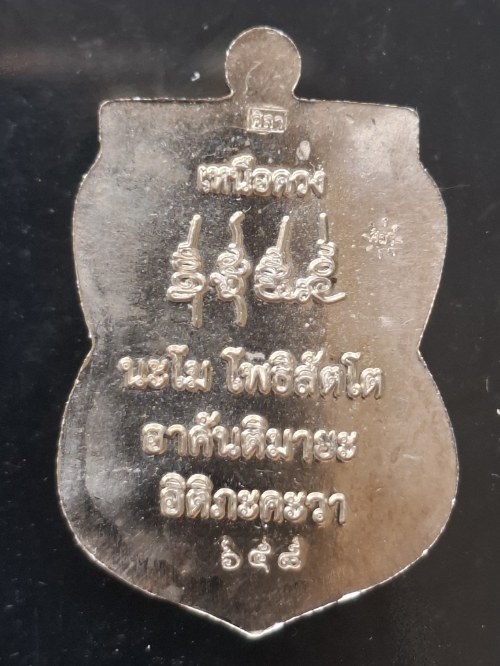 เหนือดวง
นะโม โพธิสัตโต
อาคันติมายะ
อิติภะคะวา
๖๕๘